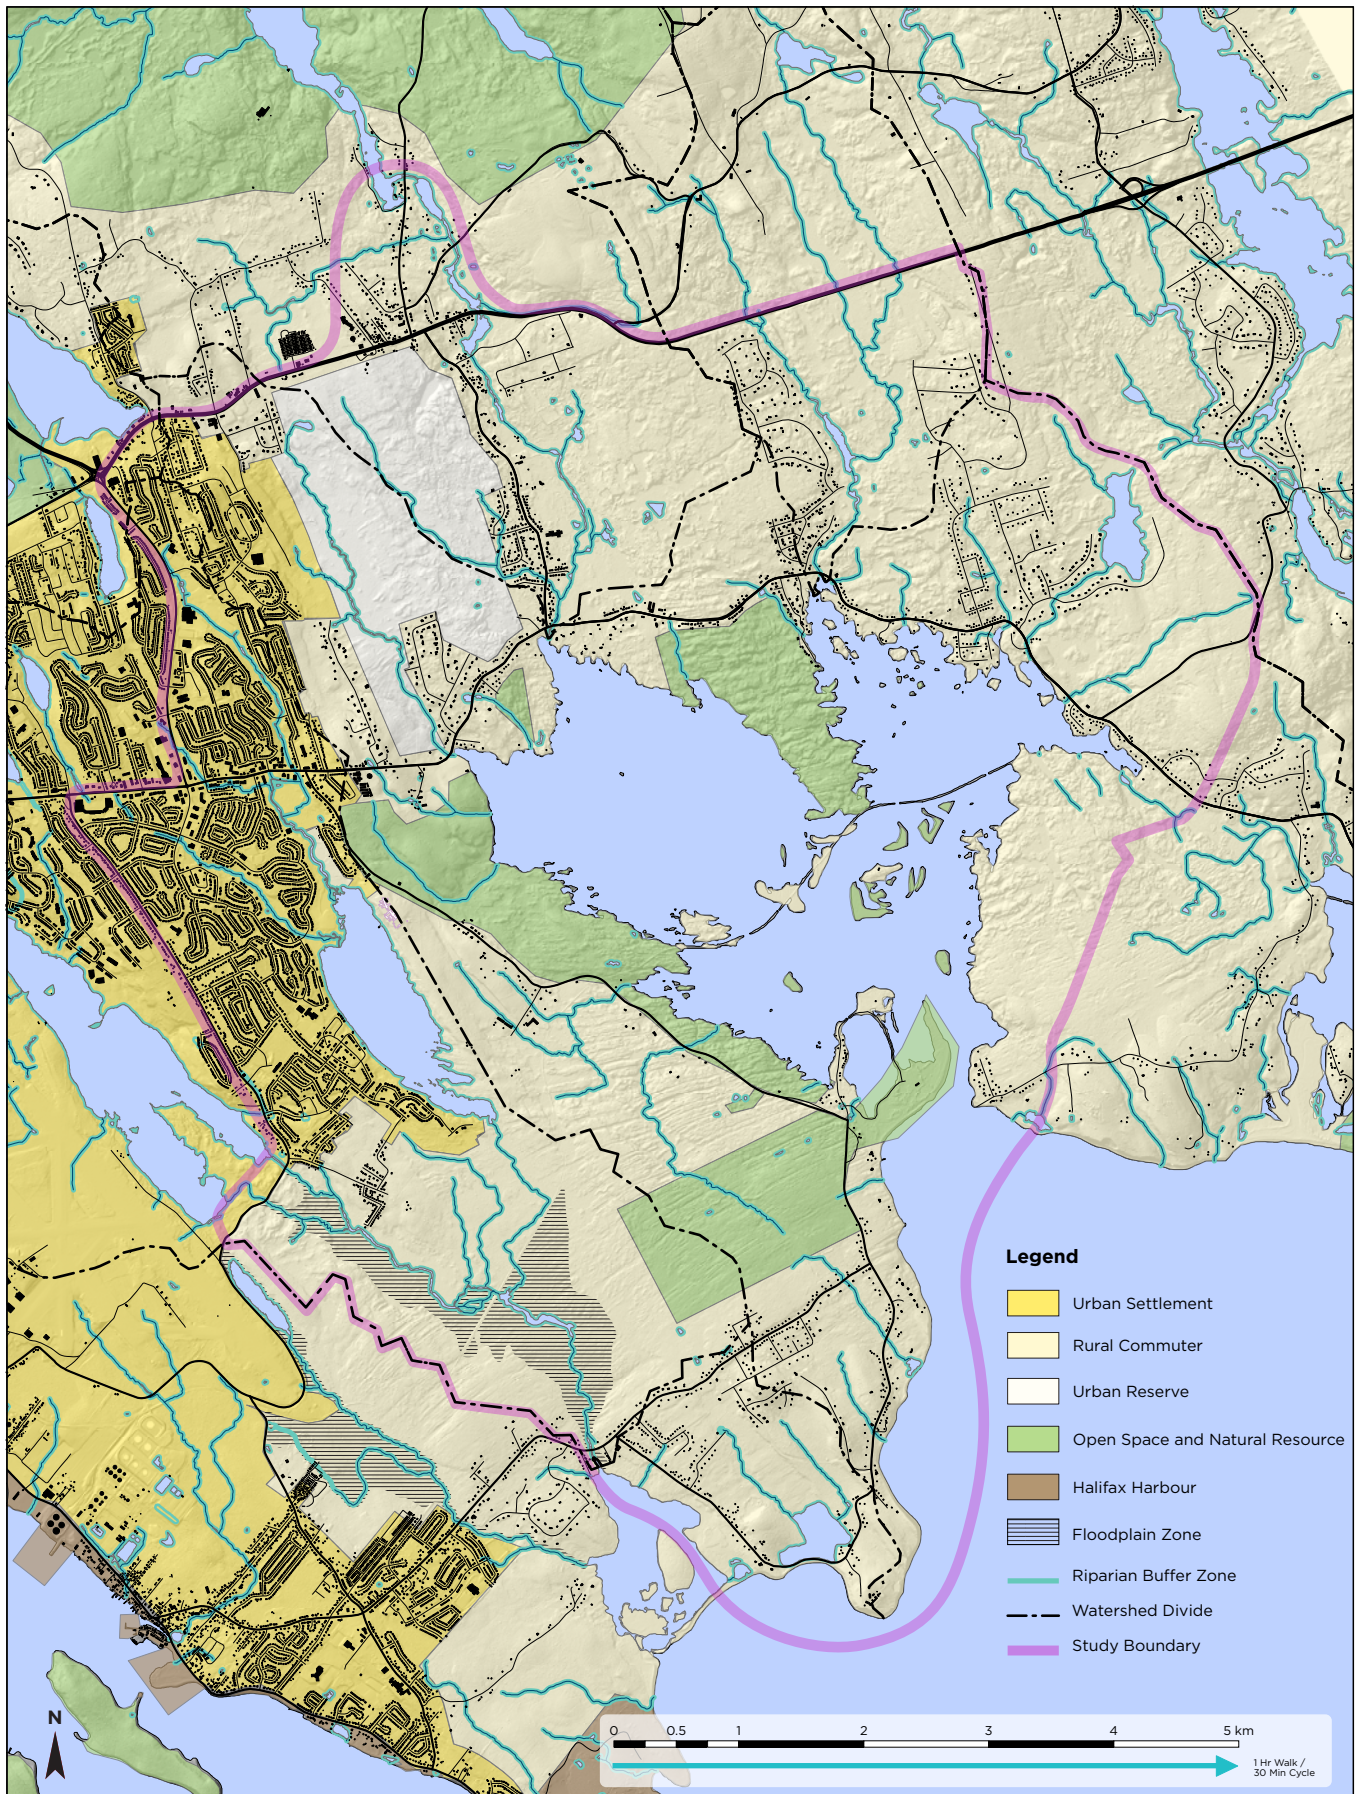 Legend
Urban Settlement
Rural Commuter
Urban Reserve
Open Space and Natural Resource
Halifax Harbour
Floodplain Zone
Riparian Buffer Zone
Watershed Divide
Study Boundary
N
0 0.5 1 2 3 4 5 km
1 Hr Walk /
30 Min Cycle